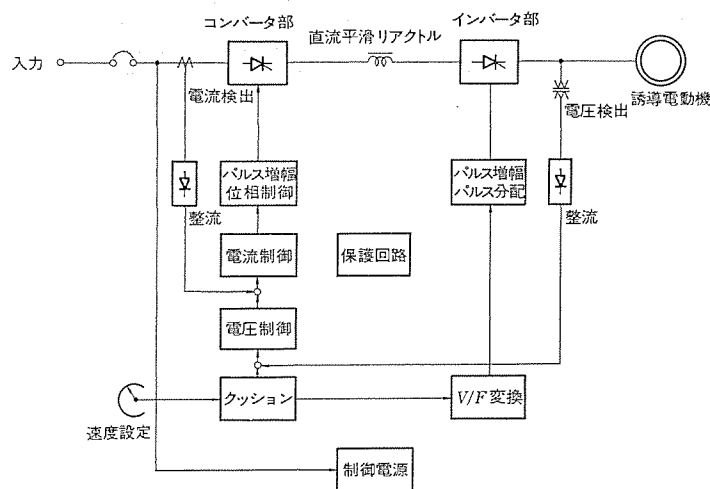 コンバータ部
直流平滑リアクトル
インバータ部
入力
電流検出
電圧検出
誘導電動機
パルス増幅
位相制御
パルス増幅
パルス分配
整流
整流
電流制御
保護回路
電圧制御
クッション
V/F変換
速度設定
制御電源